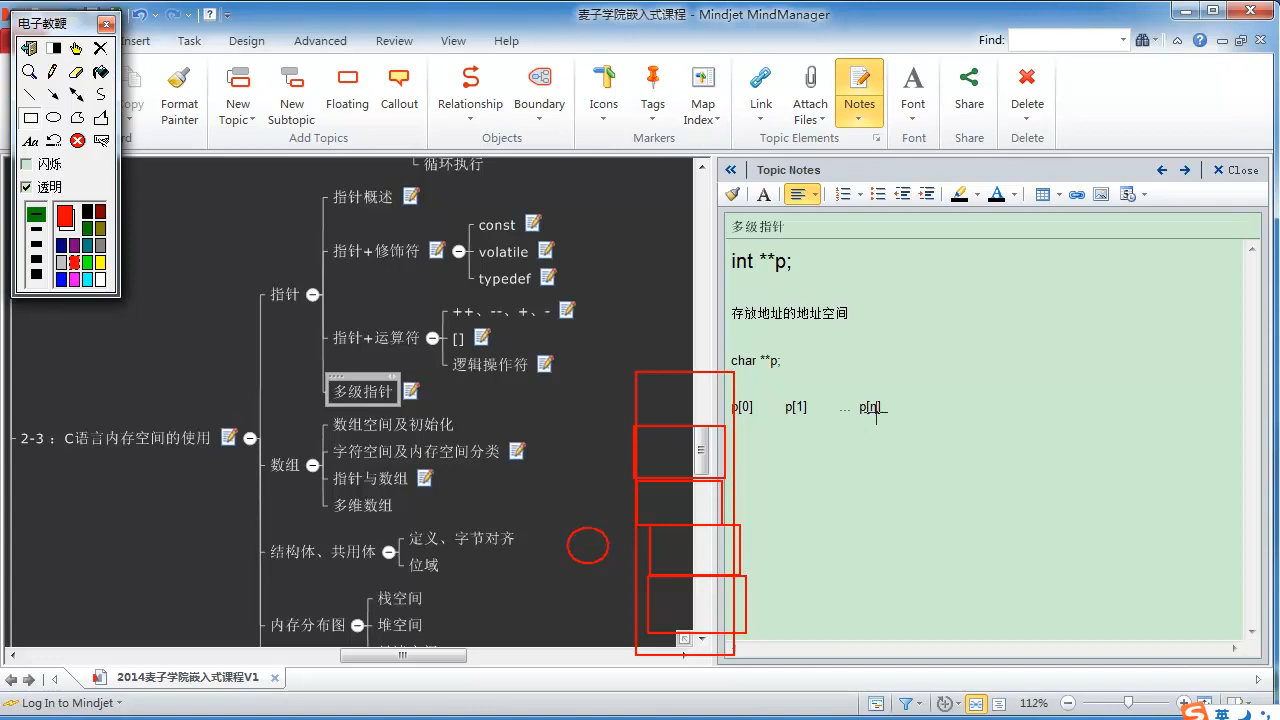 电子教鞭
麦子学院嵌入式课程 - Mindjet MindManager
Insert Task Design Advanced Review View Help
Find:
Copy
Format Painter
New Topic
New Subtopic
Floating
Callout
Relationship
Boundary
Icons
Tags
Map Index
Link
Attach Files
Notes
Font
Share
Delete
Add Topics
Objects
Markers
Topic Elements
Font
Share
Delete
闪烁
透明
循环执行
指针概述
指针+修饰符
const
volatile
typedef
指针
++、--、+、-
指针+运算符
[]
逻辑操作符
多级指针
2-3 : C语言内存空间的使用
数组空间及初始化
字符空间及内存空间分类
数组
指针与数组
多维数组
定义、字节对齐
结构体、共用体
位域
栈空间
内存分布图
堆空间
Topic Notes
Close
多级指针
int **p;
存放地址的地址空间
char **p;
p[0] p[1] ... p[n]
2014麦子学院嵌入式课程V1
Log In to Mindjet
112%
英